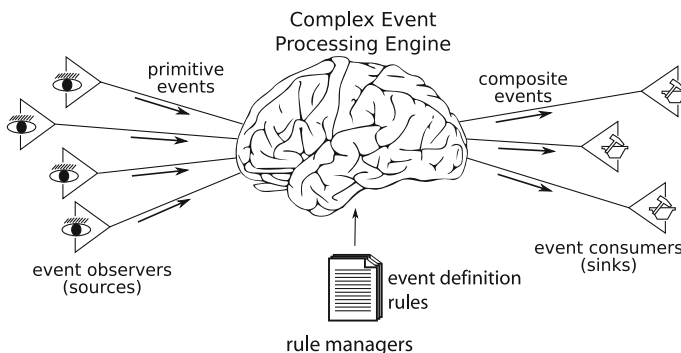 Complex Event
Processing Engine
primitive
events
composite
events
event observers
(sources)
event consumers
(sinks)
event definition
rules
rule managers